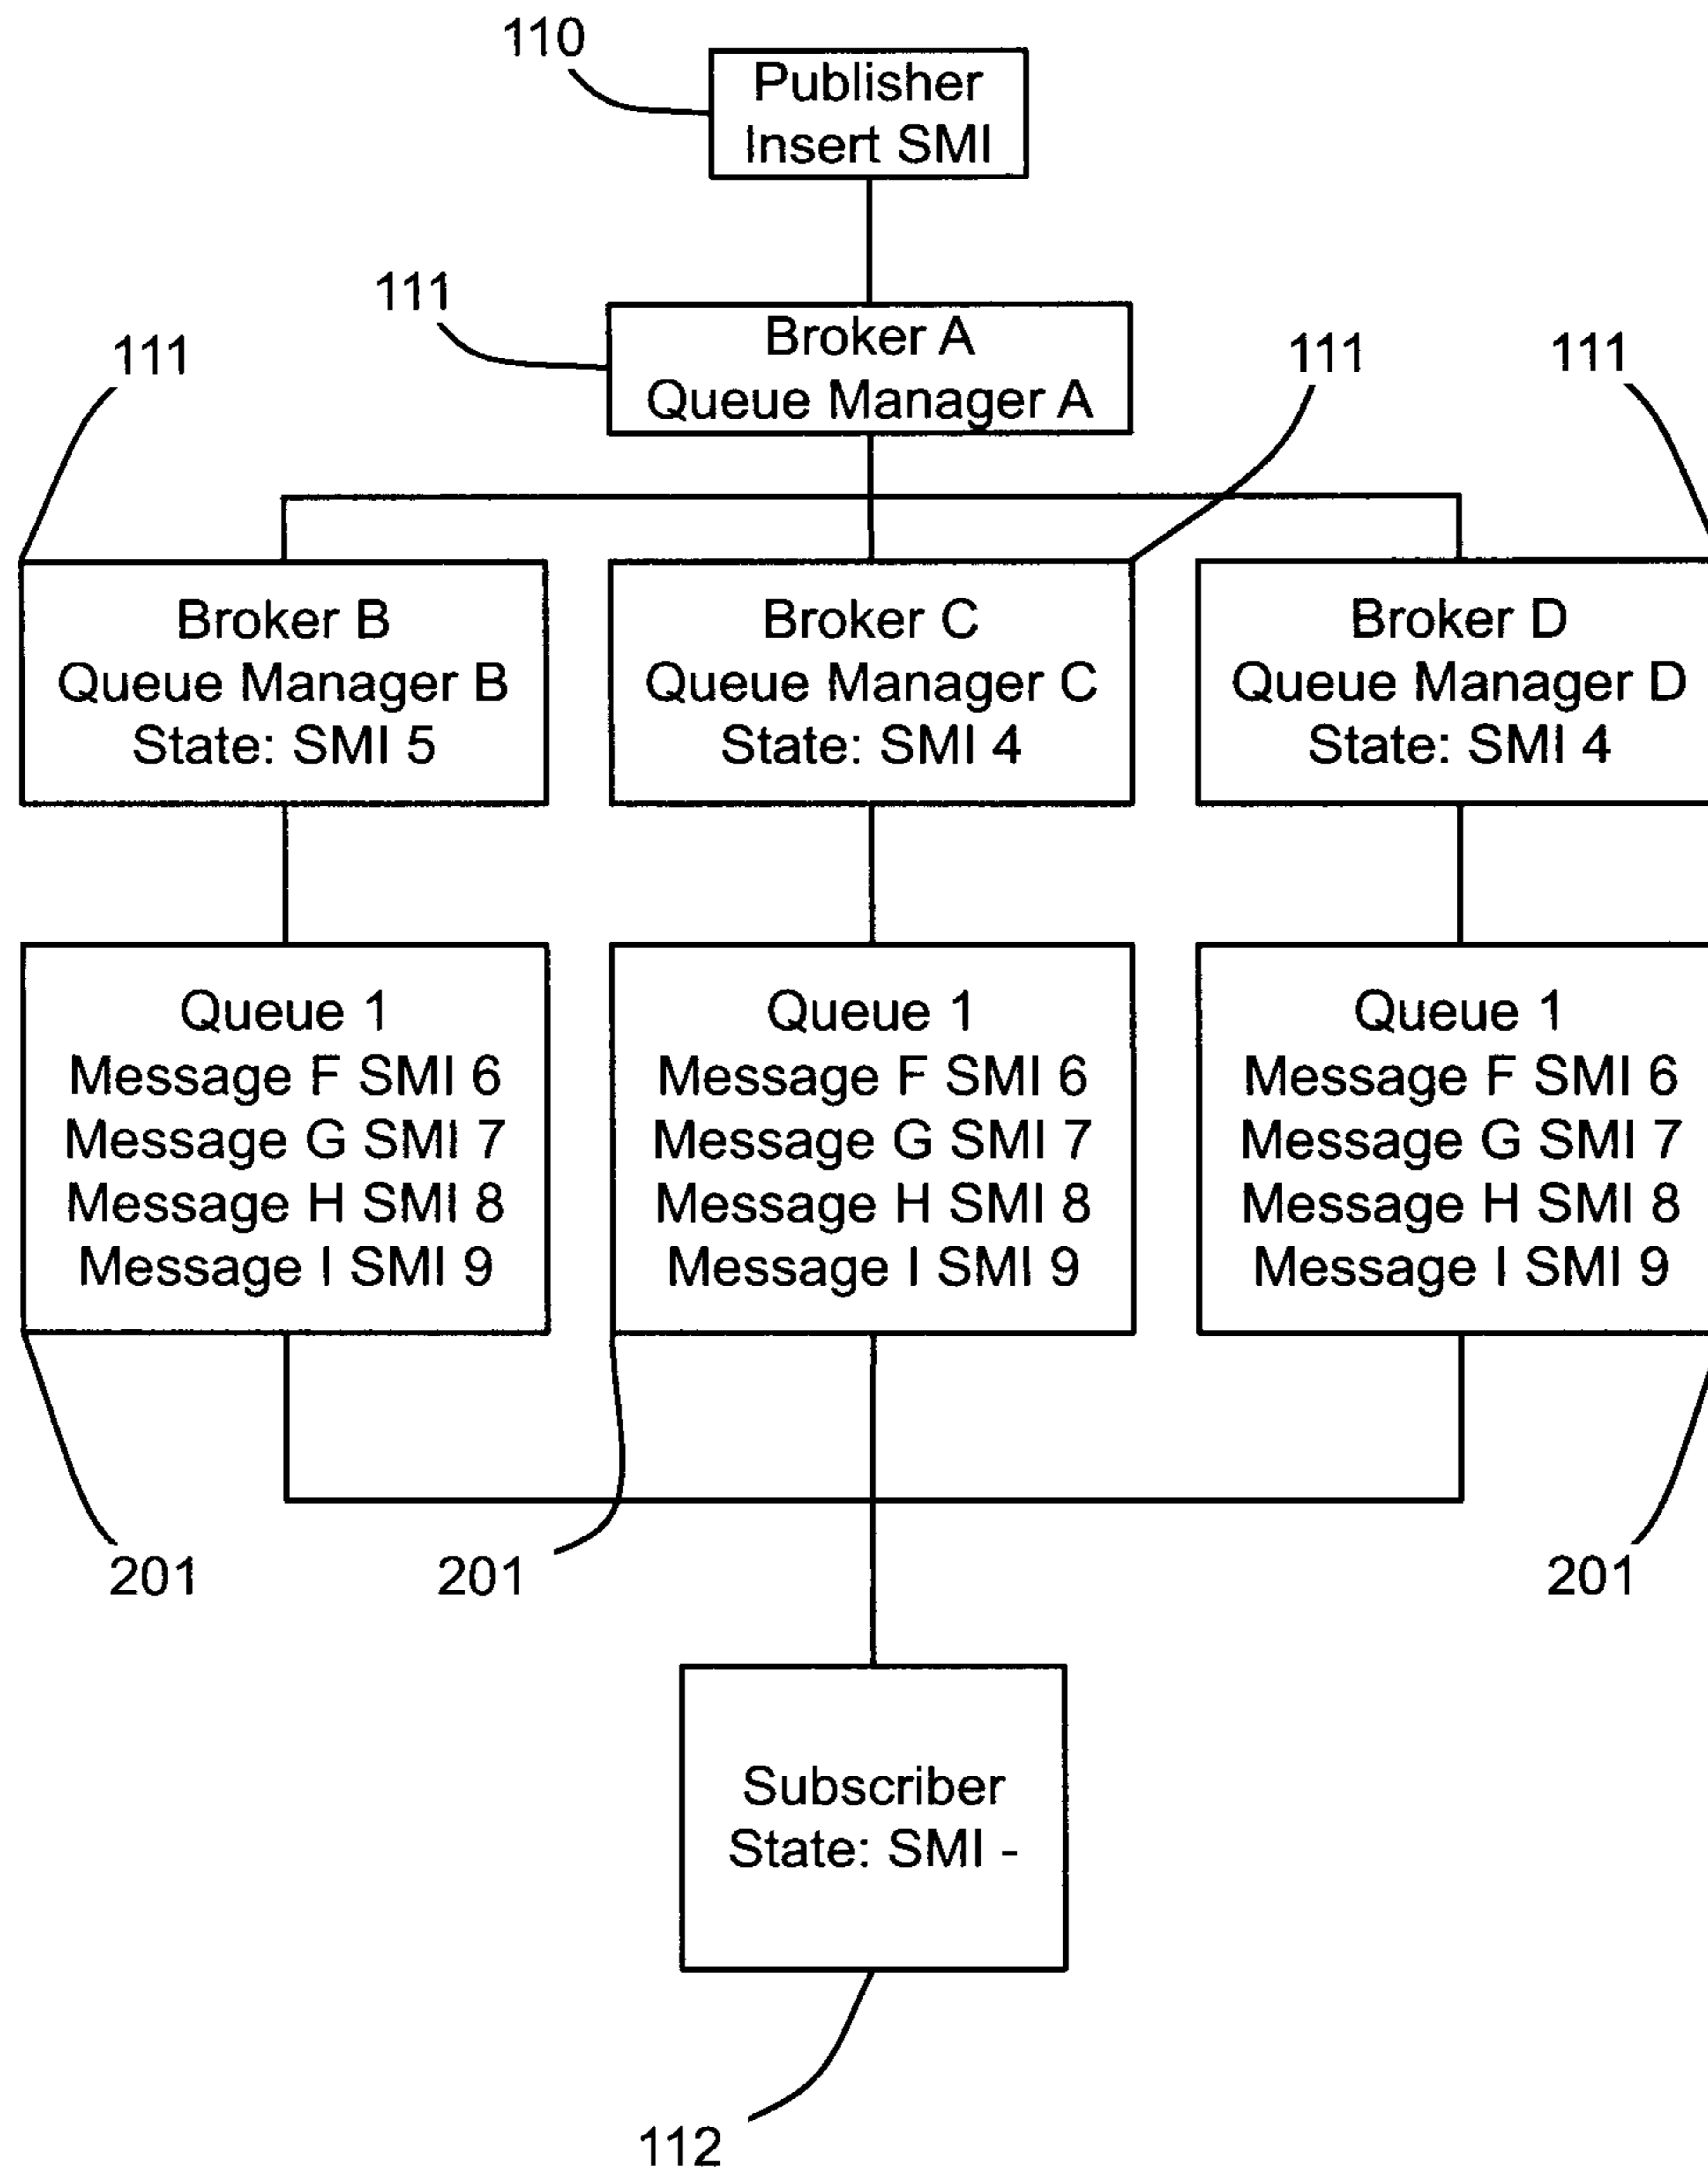 110
Publisher
Insert SMI
111
Broker A
Queue Manager A
111
111
111
Broker B
Queue Manager B
State: SMI 5
Broker C
Queue Manager C
State: SMI 4
Broker D
Queue Manager D
State: SMI 4
Queue 1
Message F SMI 6
Message G SMI 7
Message H SMI 8
Message I SMI 9
Queue 1
Message F SMI 6
Message G SMI 7
Message H SMI 8
Message I SMI 9
Queue 1
Message F SMI 6
Message G SMI 7
Message H SMI 8
Message I SMI 9
201
201
201
Subscriber
State: SMI -
112